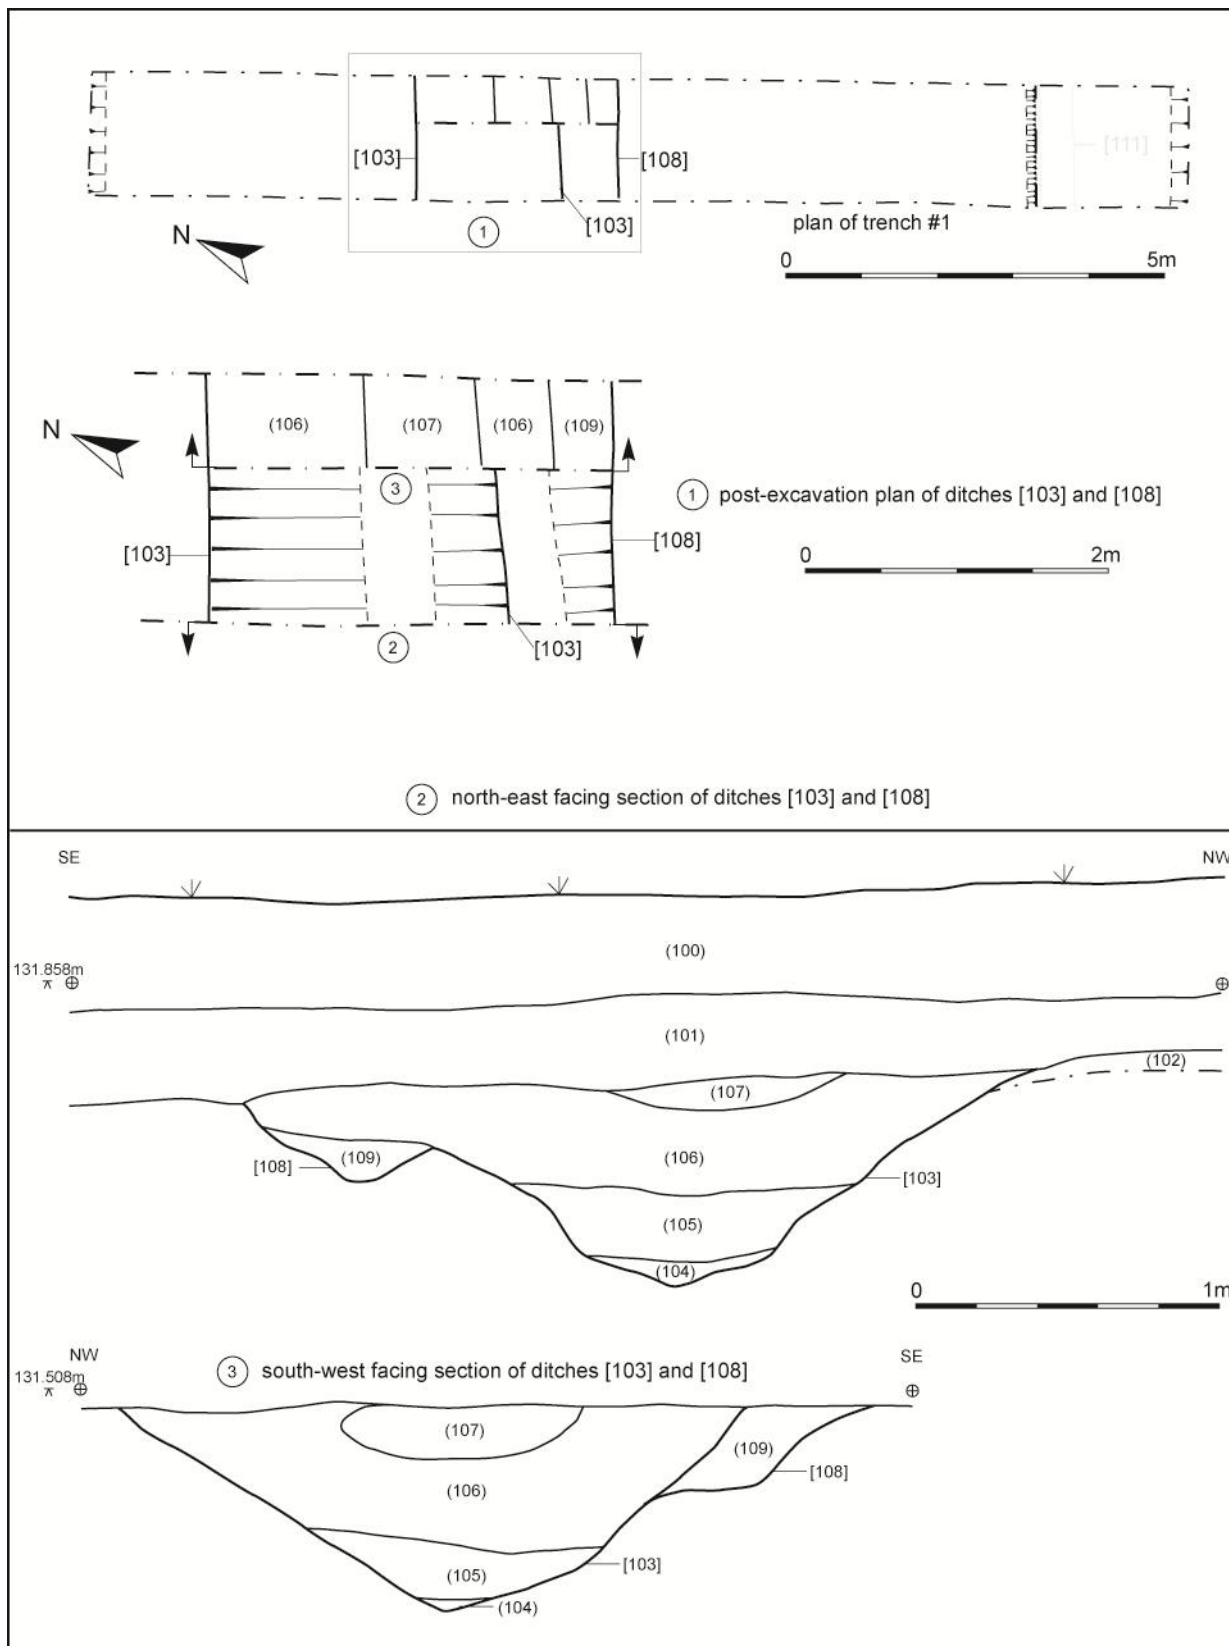 [103]
[108]
[111]
[103]
1
plan of trench #1
N
0 5m
(106) (107) (106) (109)
N
3
1 post-excavation plan of ditches [103] and [108]
[103]
[108]
0 2m
2
[103]
2 north-east facing section of ditches [103] and [108]
SE NW
(100)
131.858m
(101)
(102)
(107)
(106)
(109)
[108]
[103]
(105)
(104)
0 1m
NW 3 south-west facing section of ditches [103] and [108] SE
131.508m
(107)
(109)
[108]
(106)
[103]
(105)
(104)